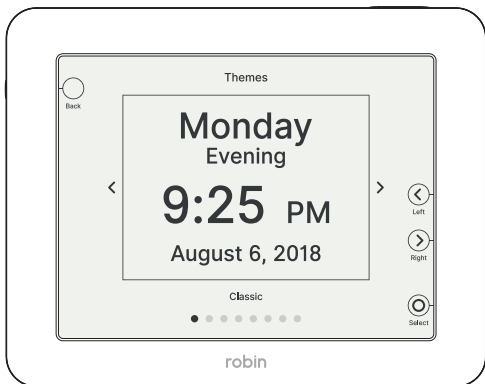 Themes
Back
Monday
Evening
9:25 PM
August 6, 2018
Left
Right
Classic
Select
robin